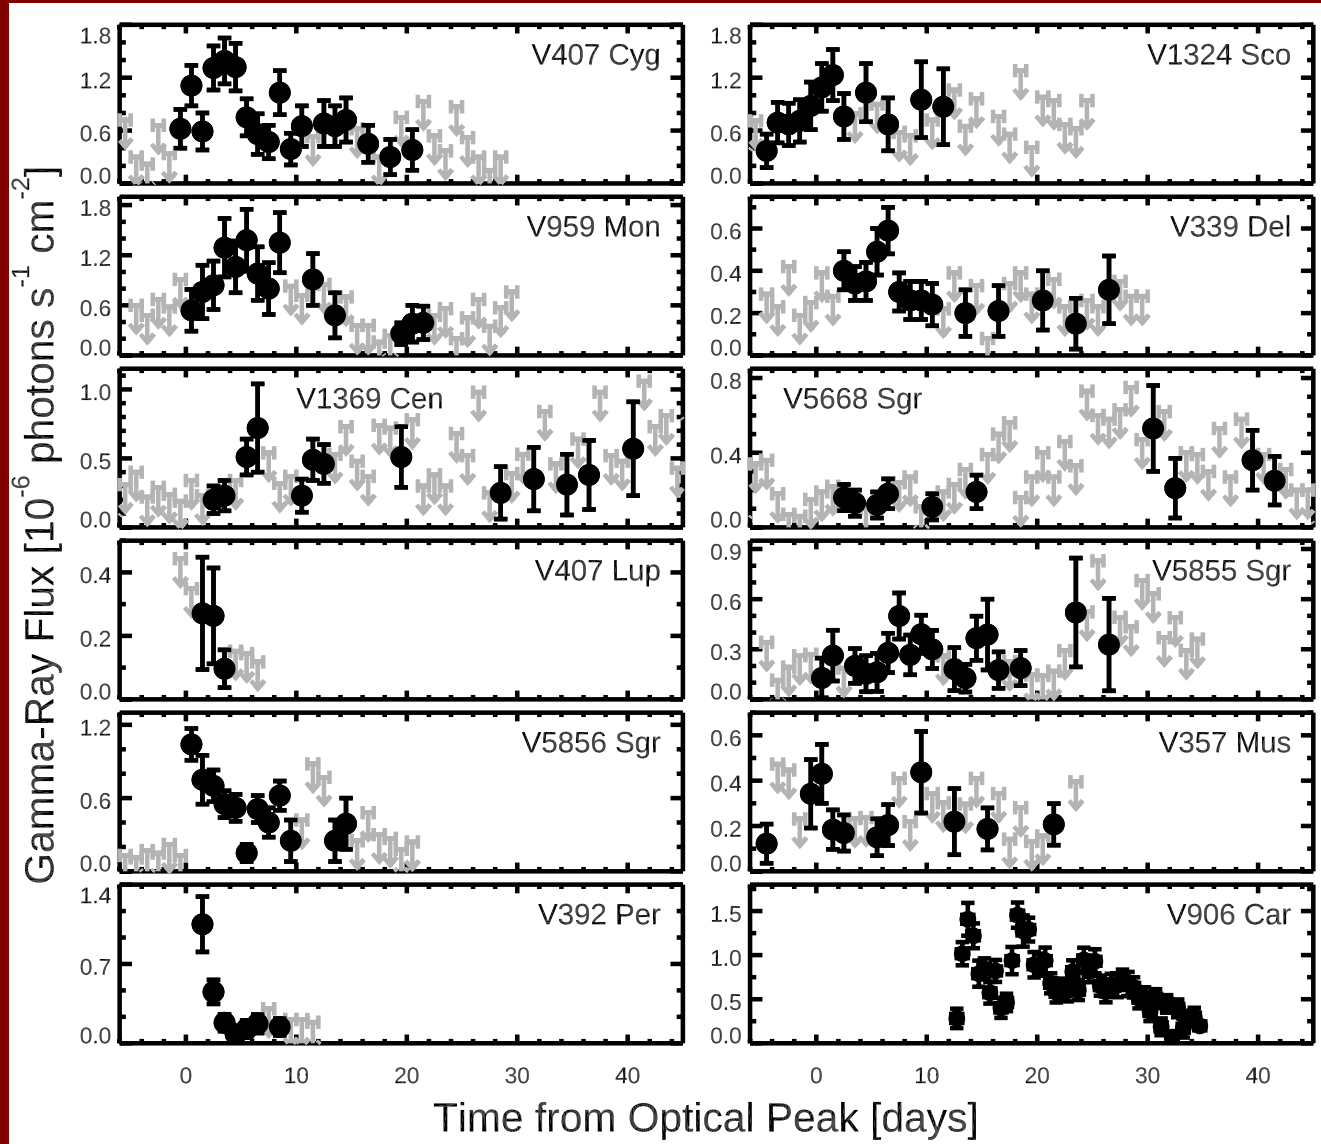 Gamma-Ray Flux [10⁻⁶ photons s⁻¹ cm⁻²]
V407 Cyg
1.8
1.2
0.6
0.0
V1324 Sco
1.8
1.2
0.6
0.0
V959 Mon
1.8
1.2
0.6
0.0
V339 Del
0.6
0.4
0.2
0.0
V1369 Cen
1.0
0.5
0.0
V5668 Sgr
0.8
0.4
0.0
V407 Lup
0.4
0.2
0.0
V5855 Sgr
0.9
0.6
0.3
0.0
V5856 Sgr
1.2
0.6
0.0
V357 Mus
0.6
0.4
0.2
0.0
V392 Per
1.4
0.7
0.0
V906 Car
1.5
1.0
0.5
0.0
0 10 20 30 40
0 10 20 30 40
Time from Optical Peak [days]